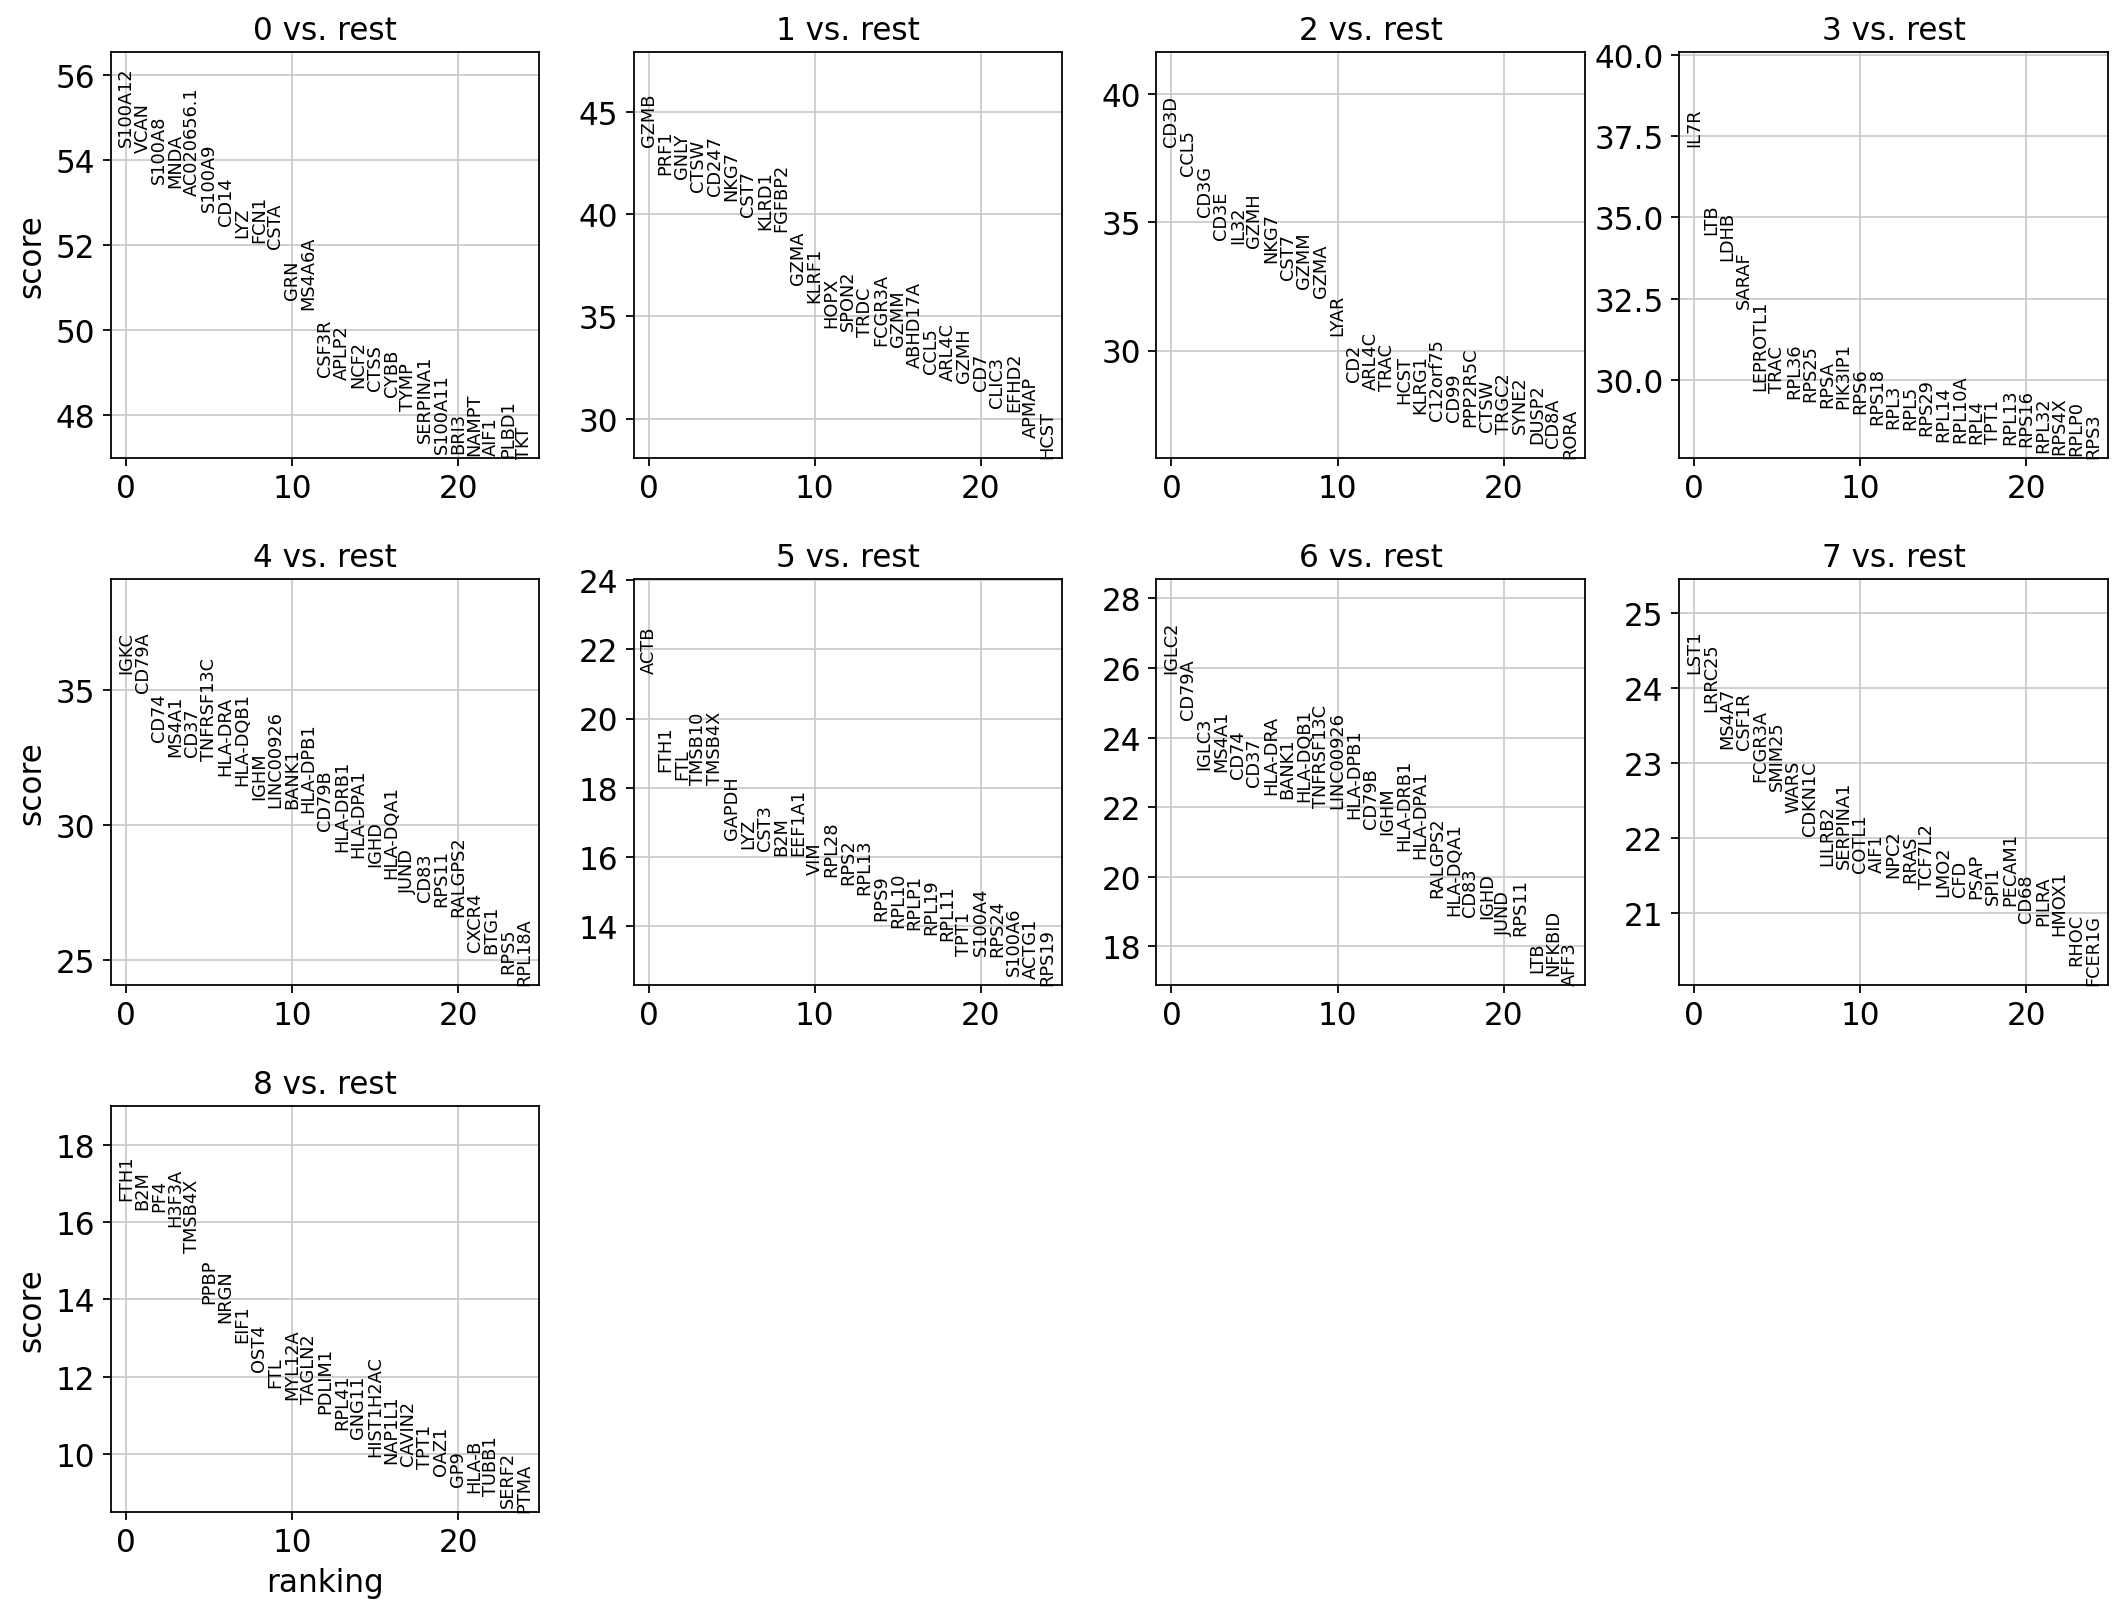 0 vs. rest
score
56
54
52
50
48
0
10
20
S100A12
VCAN
S100A8
MNDA
AC020656.1
S100A9
CD14
LYZ
FCN1
CSTA
GRN
MS4A6A
CSF3R
APLP2
NCF2
CTSS
CYBB
TYMP
SERPINA1
S100A11
BRI3
NAMPT
AIF1
PLBD1
TKT
1 vs. rest
45
40
35
30
0
10
20
GZMB
PRF1
GNLY
CTSW
CD247
NKG7
CST7
KLRD1
FGFBP2
GZMA
KLRF1
HOPX
SPON2
TRDC
FCGR3A
GZMM
ABHD17A
CCL5
ARL4C
GZMH
CD7
CLIC3
EFHD2
APMAP
HCST
2 vs. rest
40
35
30
0
10
20
CD3D
CCL5
CD3G
CD3E
IL32
GZMH
NKG7
CST7
GZMM
GZMA
LYAR
CD2
ARL4C
TRAC
HCST
KLRG1
C12orf75
CD99
PPP2R5C
CTSW
TRGC2
SYNE2
DUSP2
CD8A
RORA
3 vs. rest
40.0
37.5
35.0
32.5
30.0
0
10
20
IL7R
LTB
LDHB
SARAF
LEPROTL1
TRAC
RPL36
RPS25
RPSA
PIK3IP1
RPS6
RPS18
RPL3
RPL5
RPS29
RPL14
RPL10A
RPL4
TPT1
RPL13
RPS16
RPL32
RPS4X
RPLP0
RPS3
4 vs. rest
score
35
30
25
0
10
20
IGKC
CD79A
CD74
MS4A1
CD37
TNFRSF13C
HLA-DRA
HLA-DQB1
IGHM
LINC00926
BANK1
HLA-DPB1
CD79B
HLA-DRB1
HLA-DPA1
IGHD
HLA-DQA1
JUND
CD83
RPS11
RALGPS2
CXCR4
BTG1
RPS5
RPL18A
5 vs. rest
24
22
20
18
16
14
0
10
20
ACTB
FTH1
FTL
TMSB10
TMSB4X
GAPDH
LYZ
CST3
B2M
EEF1A1
VIM
RPL28
RPS2
RPL13
RPS9
RPL10
RPLP1
RPL19
RPL11
TPT1
S100A4
RPS24
S100A6
ACTG1
RPS19
6 vs. rest
28
26
24
22
20
18
0
10
20
IGLC2
CD79A
IGLC3
MS4A1
CD74
CD37
HLA-DRA
BANK1
HLA-DQB1
TNFRSF13C
LINC00926
HLA-DPB1
CD79B
IGHM
HLA-DRB1
HLA-DPA1
RALGPS2
HLA-DQA1
CD83
IGHD
JUND
RPS11
LTB
NFKBID
AFF3
7 vs. rest
25
24
23
22
21
0
10
20
LST1
LRRC25
MS4A7
CSF1R
FCGR3A
SMIM25
WARS
CDKN1C
LILRB2
SERPINA1
COTL1
AIF1
NPC2
RRAS
TCF7L2
LMO2
CFD
PSAP
SPI1
PECAM1
CD68
PILRA
HMOX1
RHOC
FCER1G
8 vs. rest
score
18
16
14
12
10
0
10
20
ranking
FTH1
B2M
PF4
H3F3A
TMSB4X
PPBP
NRGN
EIF1
OST4
FTL
MYL12A
TAGLN2
PDLIM1
RPL41
GNG11
HIST1H2AC
NAP1L1
CAVIN2
TPT1
OAZ1
GP9
HLA-B
TUBB1
SERF2
PTMA